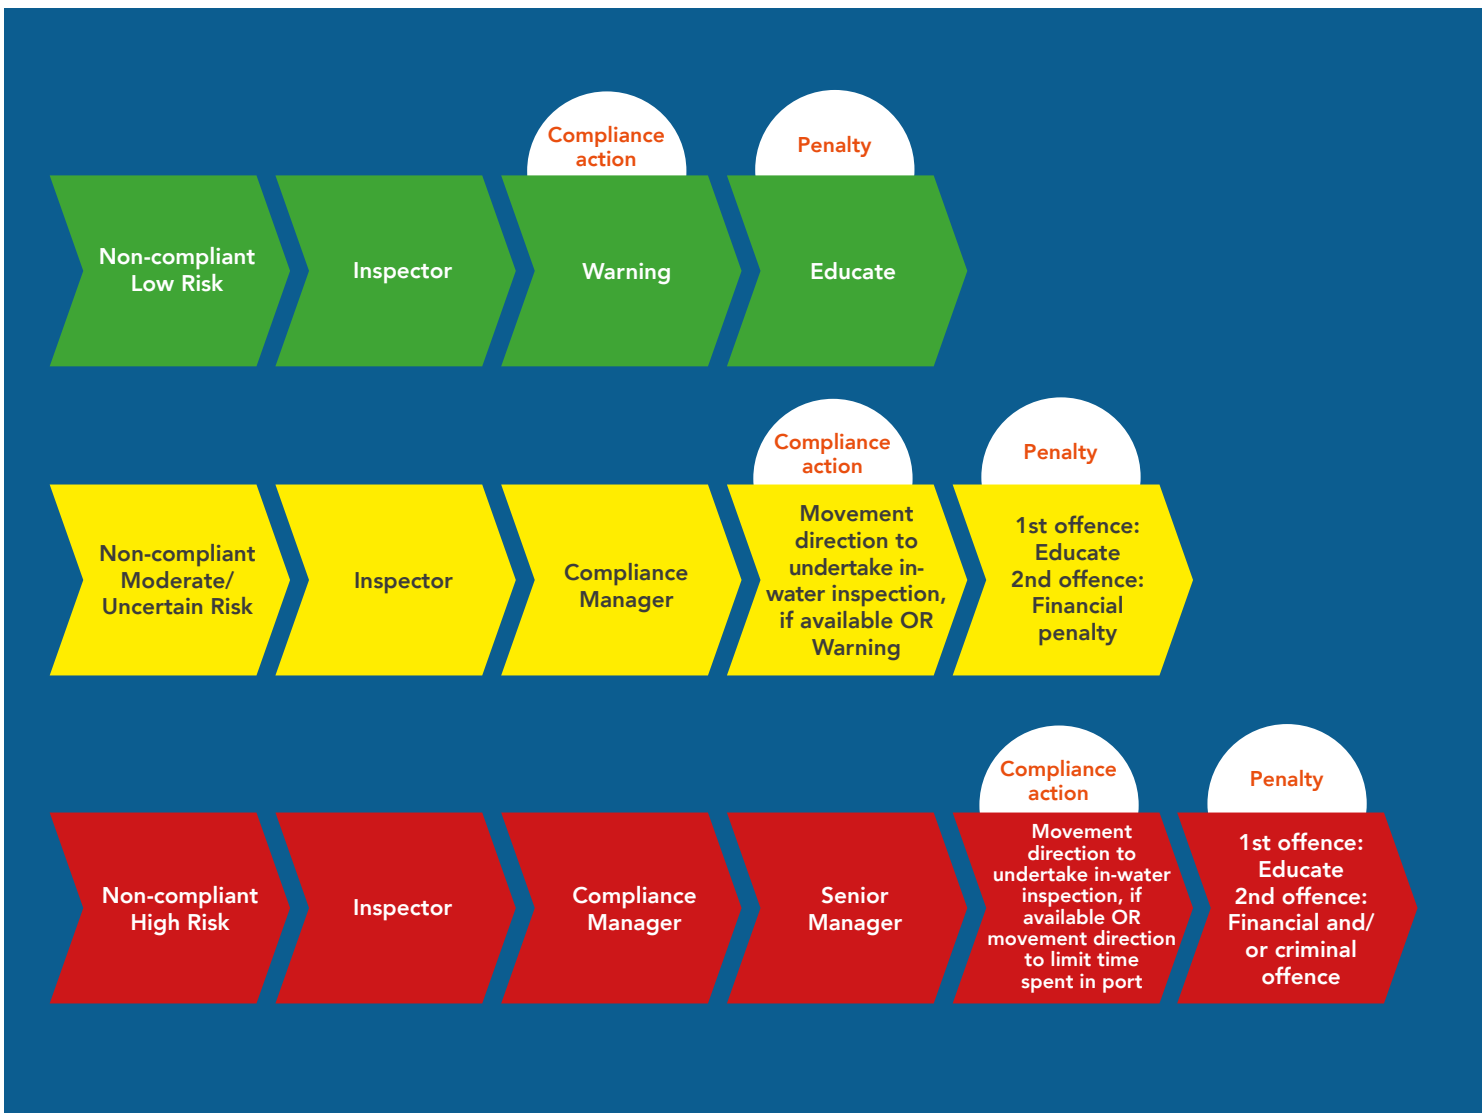 Compliance
action
Penalty
Non-compliant
Low Risk
Inspector
Warning
Educate
Compliance
action
Penalty
Non-compliant
Moderate/
Uncertain Risk
Inspector
Compliance
Manager
Movement
direction to
undertake in-
water inspection,
if available OR
Warning
1st offence:
Educate
2nd offence:
Financial
penalty
Compliance
action
Penalty
Non-compliant
High Risk
Inspector
Compliance
Manager
Senior
Manager
Movement
direction to
undertake in-water
inspection, if
available OR
movement direction
to limit time
spent in port
1st offence:
Educate
2nd offence:
Financial and/
or criminal
offence